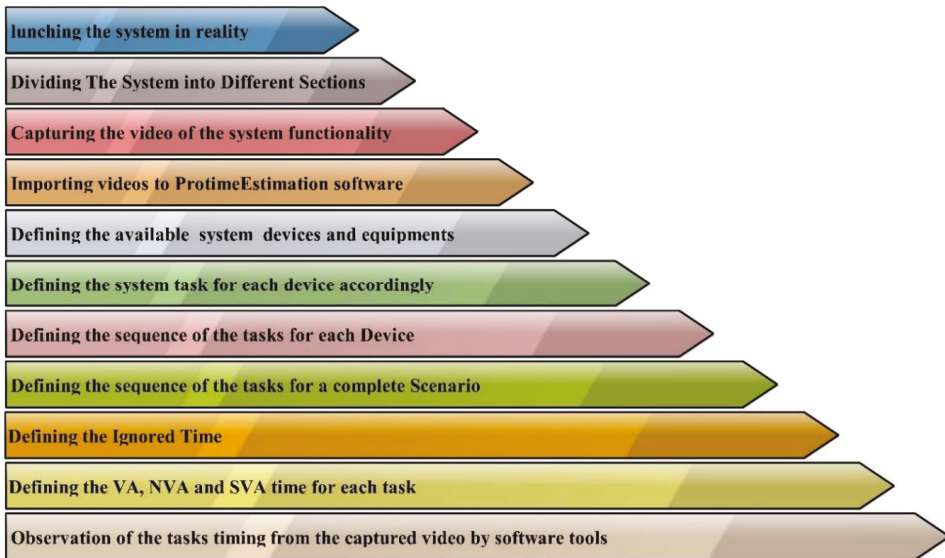 lunching the system in reality
Dividing The System into Different Sections
Capturing the video of the system functionality
Importing videos to ProtimeEstimation software
Defining the available system devices and equipments
Defining the system task for each device accordingly
Defining the sequence of the tasks for each Device
Defining the sequence of the tasks for a complete Scenario
Defining the Ignored Time
Defining the VA, NVA and SVA time for each task
Observation of the tasks timing from the captured video by software tools